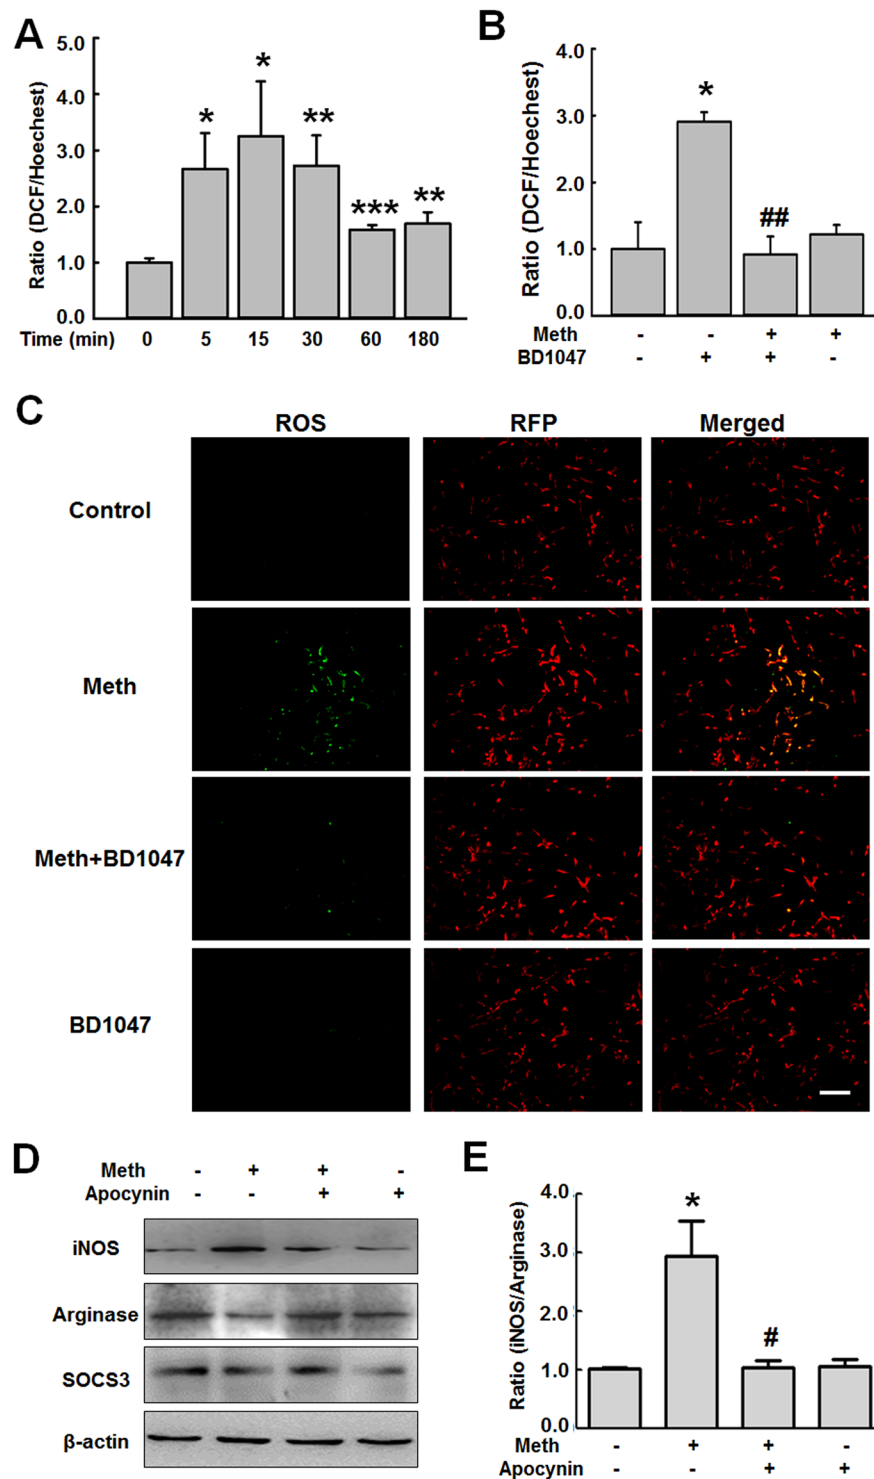 A
Ratio (DCF/Hoechest)
5.0
4.0
3.0
2.0
1.0
0.0
* * ** *** **
Time (min) 0 5 15 30 60 180
B
Ratio (DCF/Hoechest)
4.0
3.0
2.0
1.0
0.0
* ##
Meth - - + +
BD1047 - + + -
C
ROS RFP Merged
Control
Meth
Meth+BD1047
BD1047
D
Meth - + + -
Apocynin - - + +
iNOS
Arginase
SOCS3
β-actin
E
Ratio (iNOS/Arginase)
4.0
3.0
2.0
1.0
0.0
* #
Meth - + + -
Apocynin - - + +